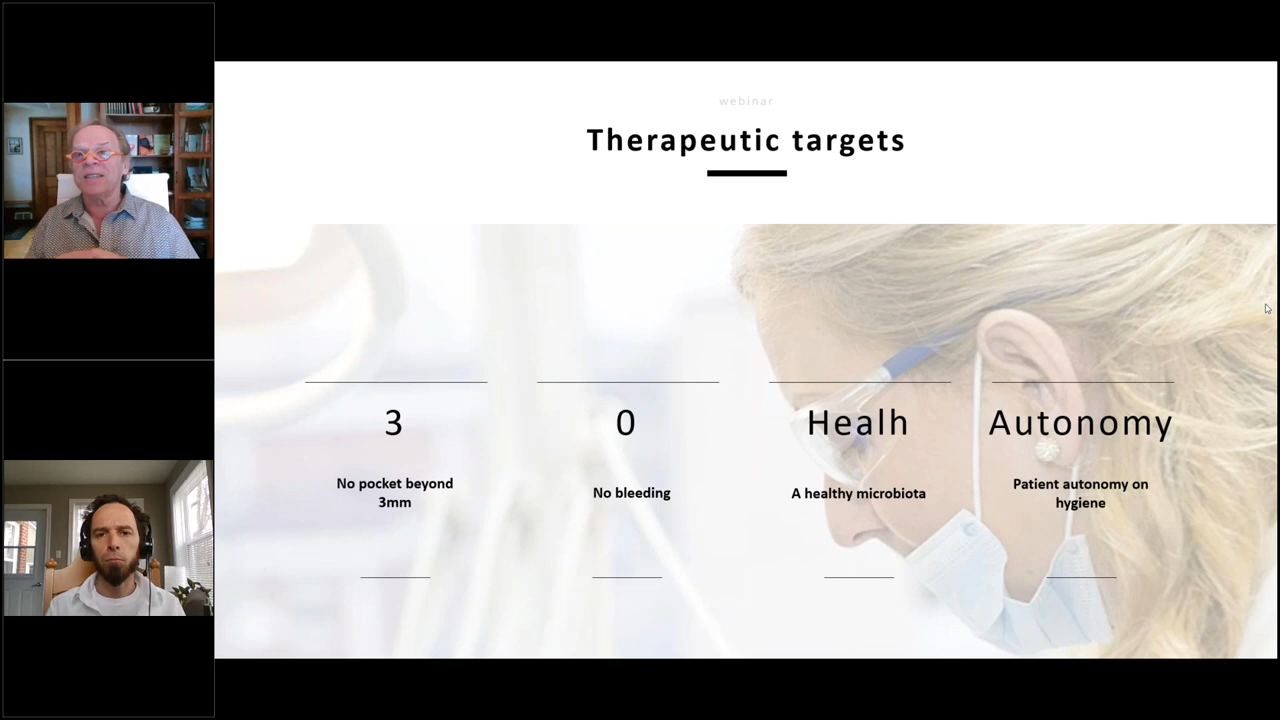 webinar
Therapeutic targets
3
No pocket beyond
3mm
0
No bleeding
Healh
A healthy microbiota
Autonomy
Patient autonomy on
hygiene